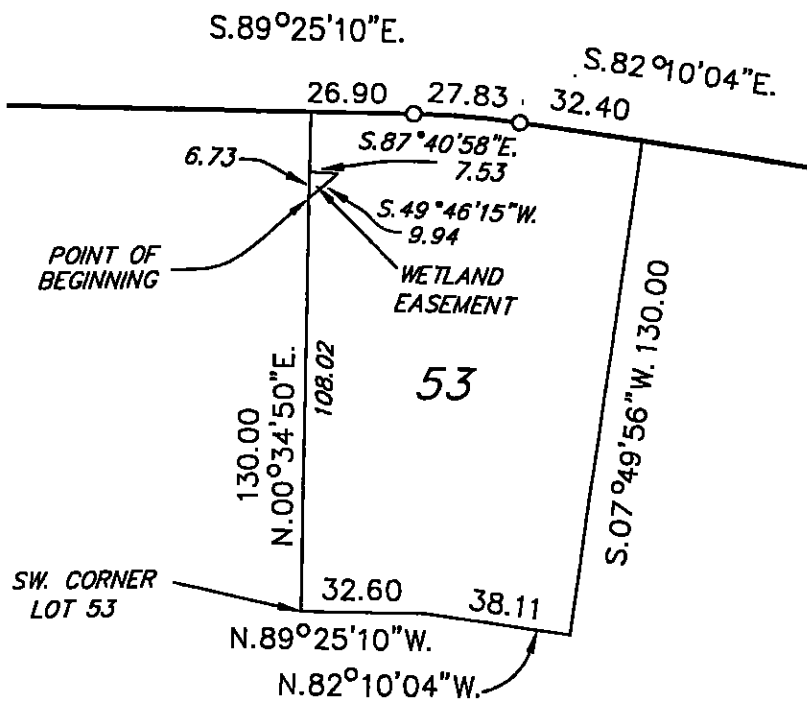 S.89°25'10"E.
S.82°10'04"E.
26.90
27.83
32.40
S.87°40'58"E.
7.53
6.73
S.49°46'15"W.
9.94
POINT OF
BEGINNING
WETLAND
EASEMENT
53
108.02
130.00
N.00°34'50"E.
S.07°49'56"W. 130.00
SW. CORNER
LOT 53
32.60
38.11
N.89°25'10"W.
N.82°10'04"W.